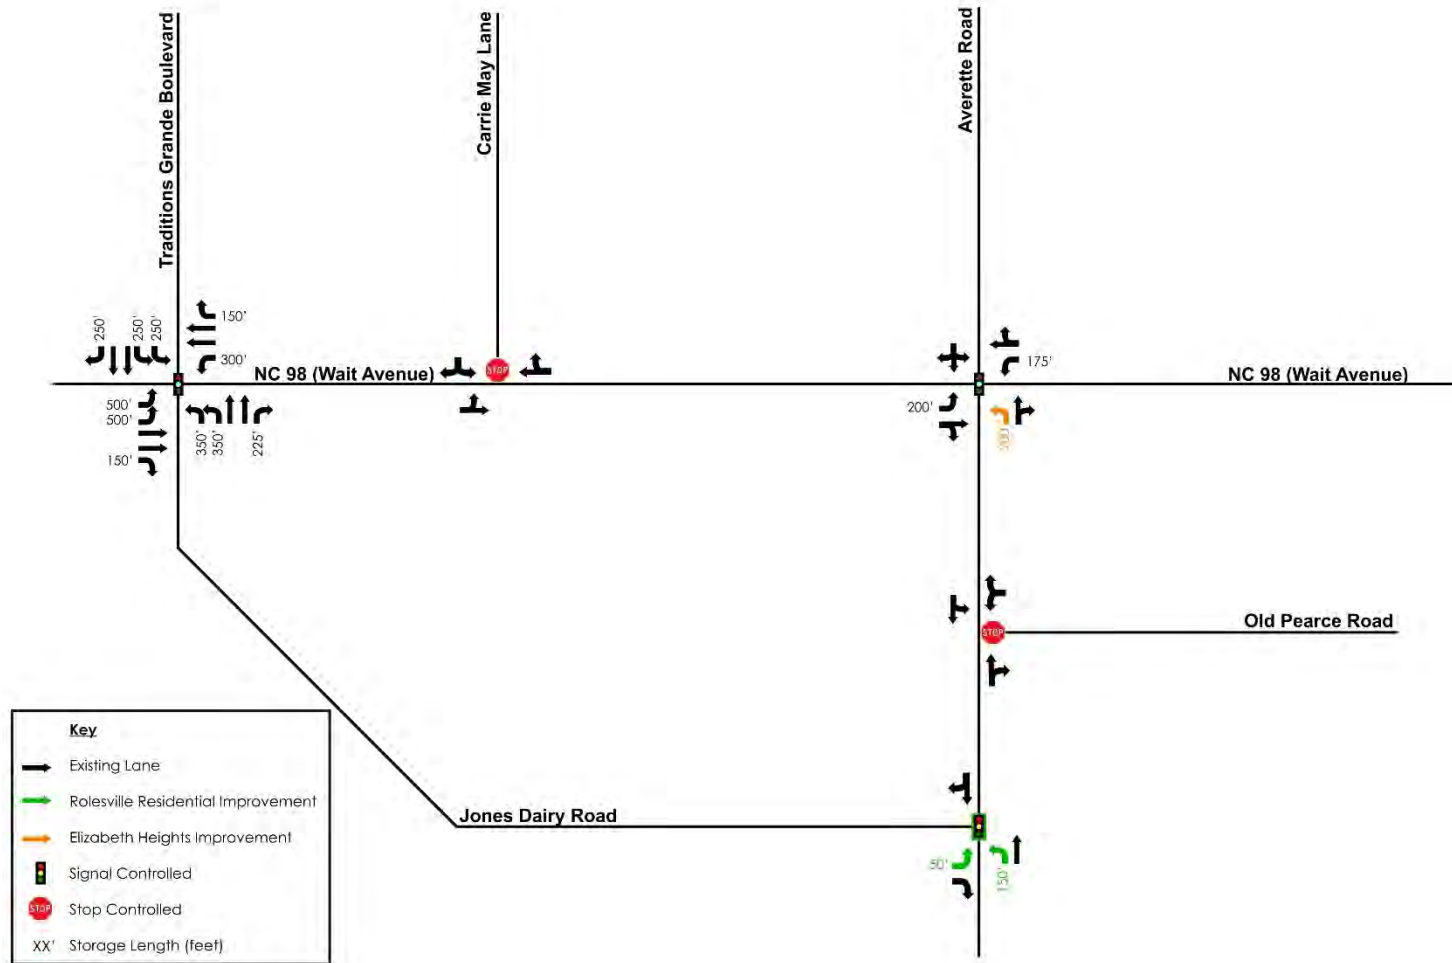 Traditions Grande Boulevard
Carrie May Lane
Averette Road
250'
250'
250'
150'
300'
NC 98 (Wait Avenue)
STOP
175'
NC 98 (Wait Avenue)
500'
500'
150'
350'
350'
225'
200'
200'
STOP
Old Pearce Road
Jones Dairy Road
50'
150'
Key
Existing Lane
Rolesville Residential Improvement
Elizabeth Heights Improvement
Signal Controlled
STOP Stop Controlled
XX' Storage Length (feet)